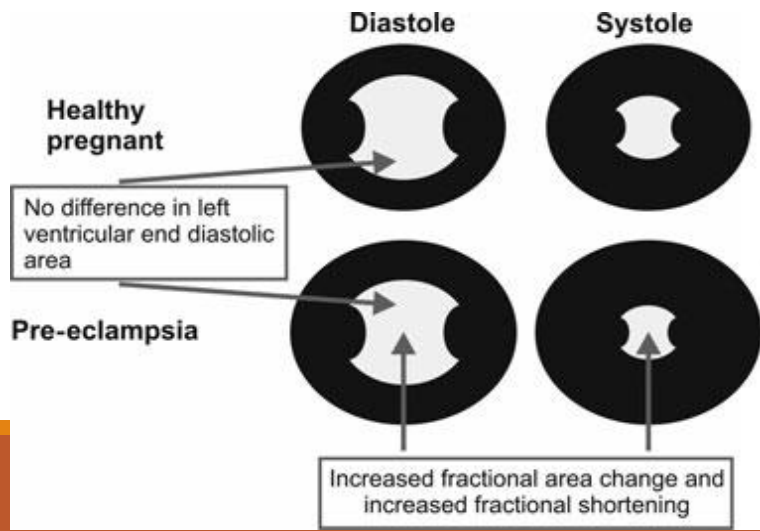 Diastole
Systole
Healthy
pregnant
No difference in left
ventricular end diastolic
area
Pre-eclampsia
Increased fractional area change and
increased fractional shortening